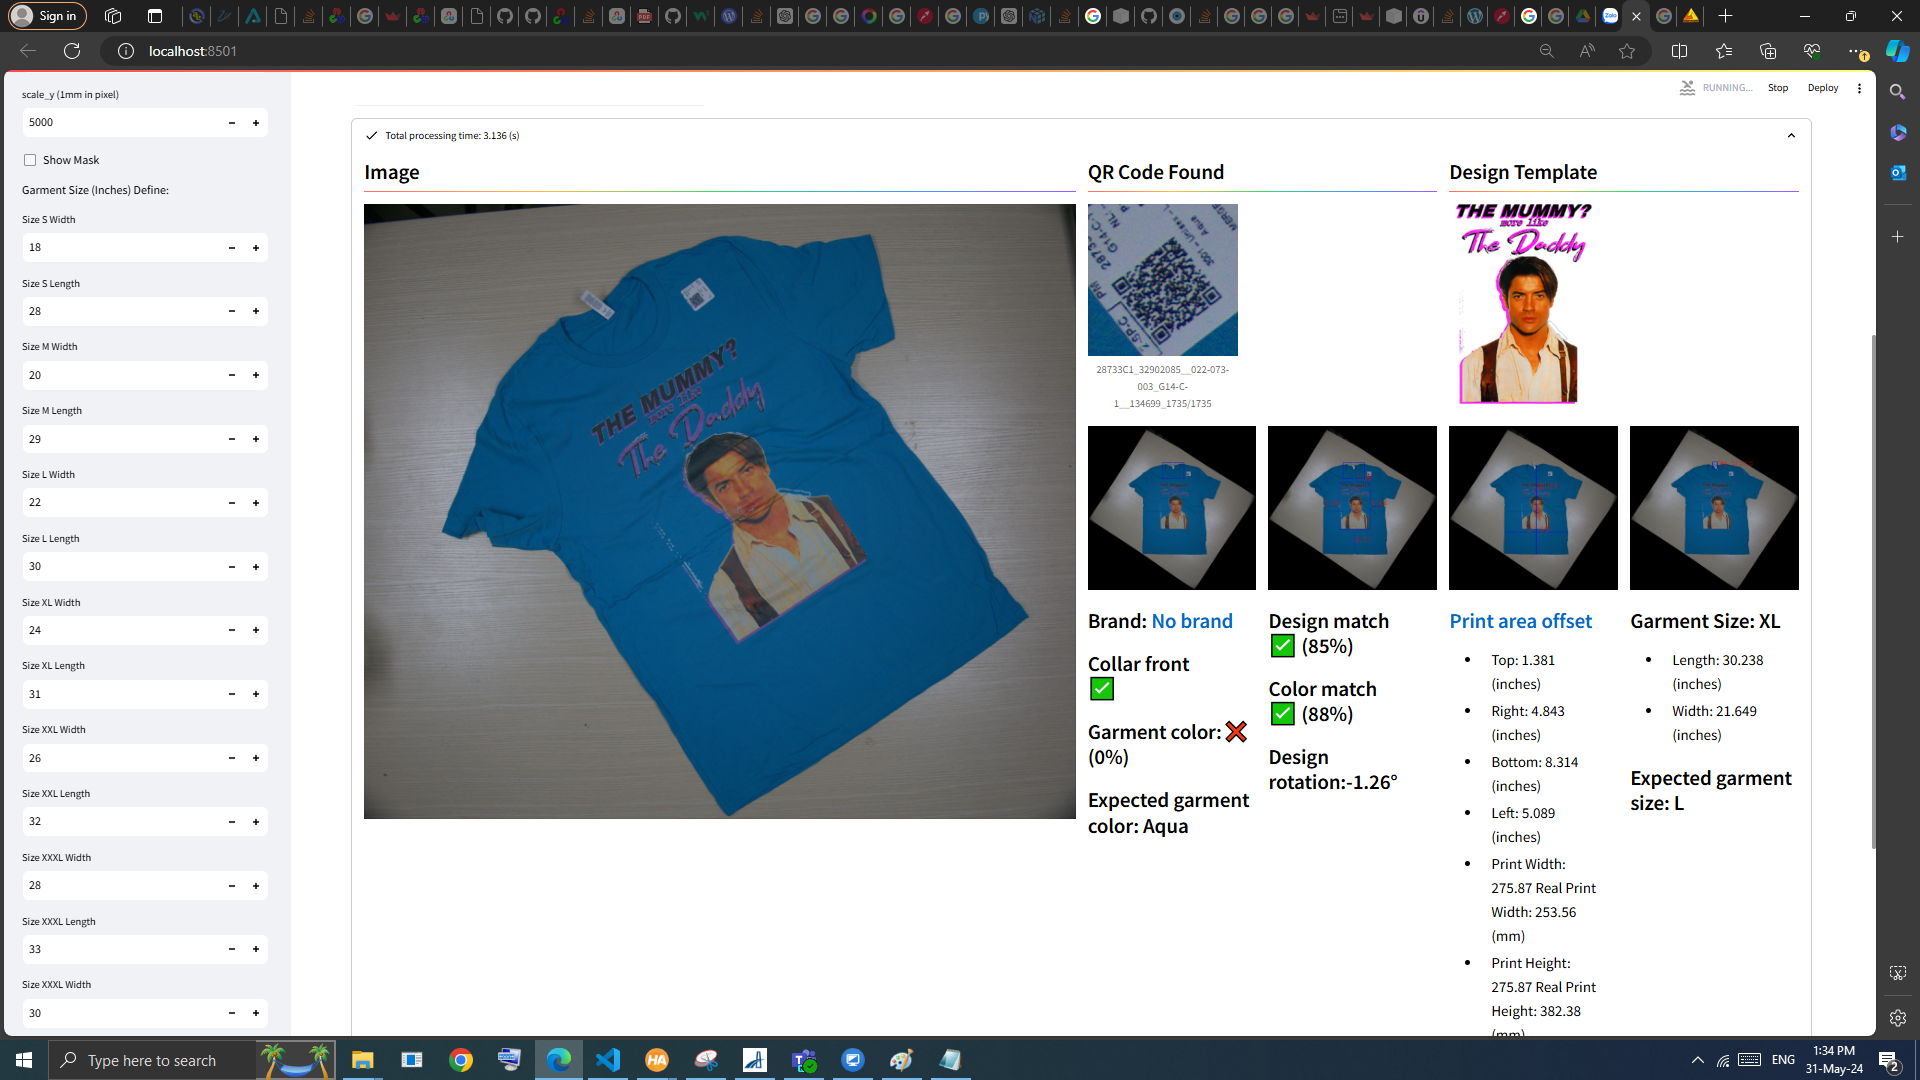 Sign in
localhost:8501
RUNNING...
Stop
Deploy
scale_y (1mm in pixel)
5000
Show Mask
Garment Size (Inches) Define:
Size S Width
18
Size S Length
28
Size M Width
20
Size M Length
29
Size L Width
22
Size L Length
30
Size XL Width
24
Size XL Length
31
Size XXL Width
26
Size XXL Length
32
Size XXXL Width
28
Size XXXL Length
33
Size XXXL Width
30
Total processing time: 3.136 (s)
Image
THE MUMMY?
more like
The Daddy
QR Code Found
28733C1_32902085__022-073-
003_G14-C-
1__134699_1735/1735
Design Template
THE MUMMY?
more like
The Daddy
Brand: No brand
Collar front
Garment color: ❌
(0%)
Expected garment
color: Aqua
Design match
✅ (85%)
Color match
✅ (88%)
Design
rotation:-1.26°
Print area offset
Top: 1.381
(inches)
Right: 4.843
(inches)
Bottom: 8.314
(inches)
Left: 5.089
(inches)
Print Width:
275.87 Real Print
Width: 253.56
(mm)
Print Height:
275.87 Real Print
Height: 382.38
(mm)
Garment Size: XL
Length: 30.238
(inches)
Width: 21.649
(inches)
Expected garment
size: L
Type here to search
ENG
1:34 PM
31-May-24
2